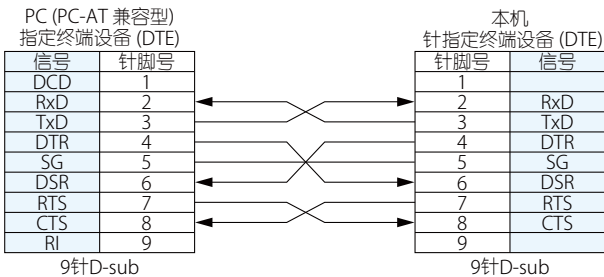 PC (PC-AT 兼容型)
指定终端设备 (DTE)
本机
针指定终端设备 (DTE)
信号 针脚号 针脚号 信号
DCD 1 1
RxD 2 2 RxD
TxD 3 3 TxD
DTR 4 4 DTR
SG 5 5 SG
DSR 6 6 DSR
RTS 7 7 RTS
CTS 8 8 CTS
RI 9 9
9针D-sub 9针D-sub